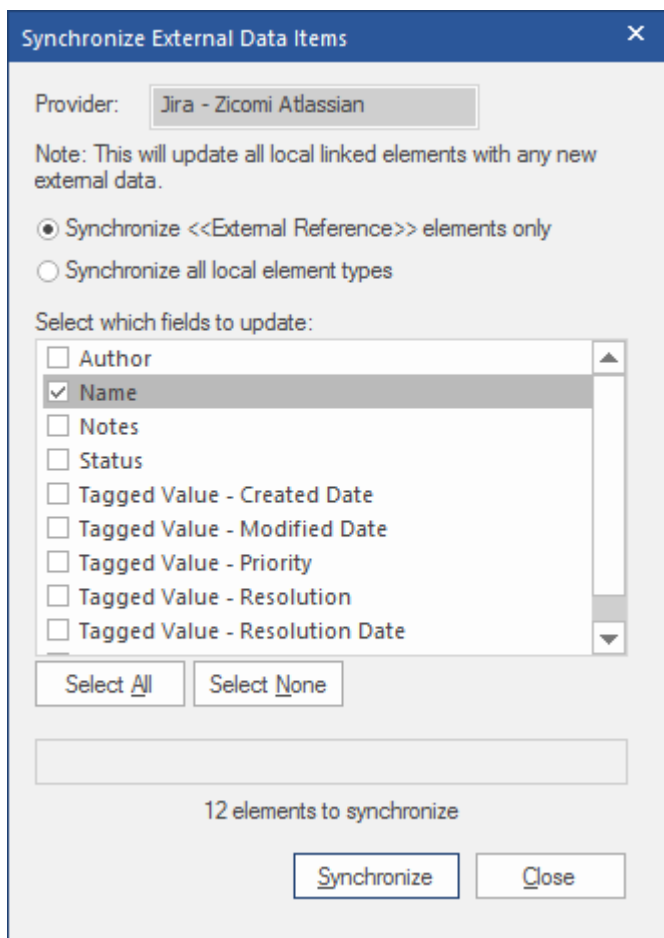 Synchronize External Data Items
Provider: Jira - Zicomi Atlassian
Note: This will update all local linked elements with any new
external data.
Synchronize <<External Reference>> elements only
Synchronize all local element types
Select which fields to update:
Author
Name
Notes
Status
Tagged Value - Created Date
Tagged Value - Modified Date
Tagged Value - Priority
Tagged Value - Resolution
Tagged Value - Resolution Date
Select All Select None
12 elements to synchronize
Synchronize Close